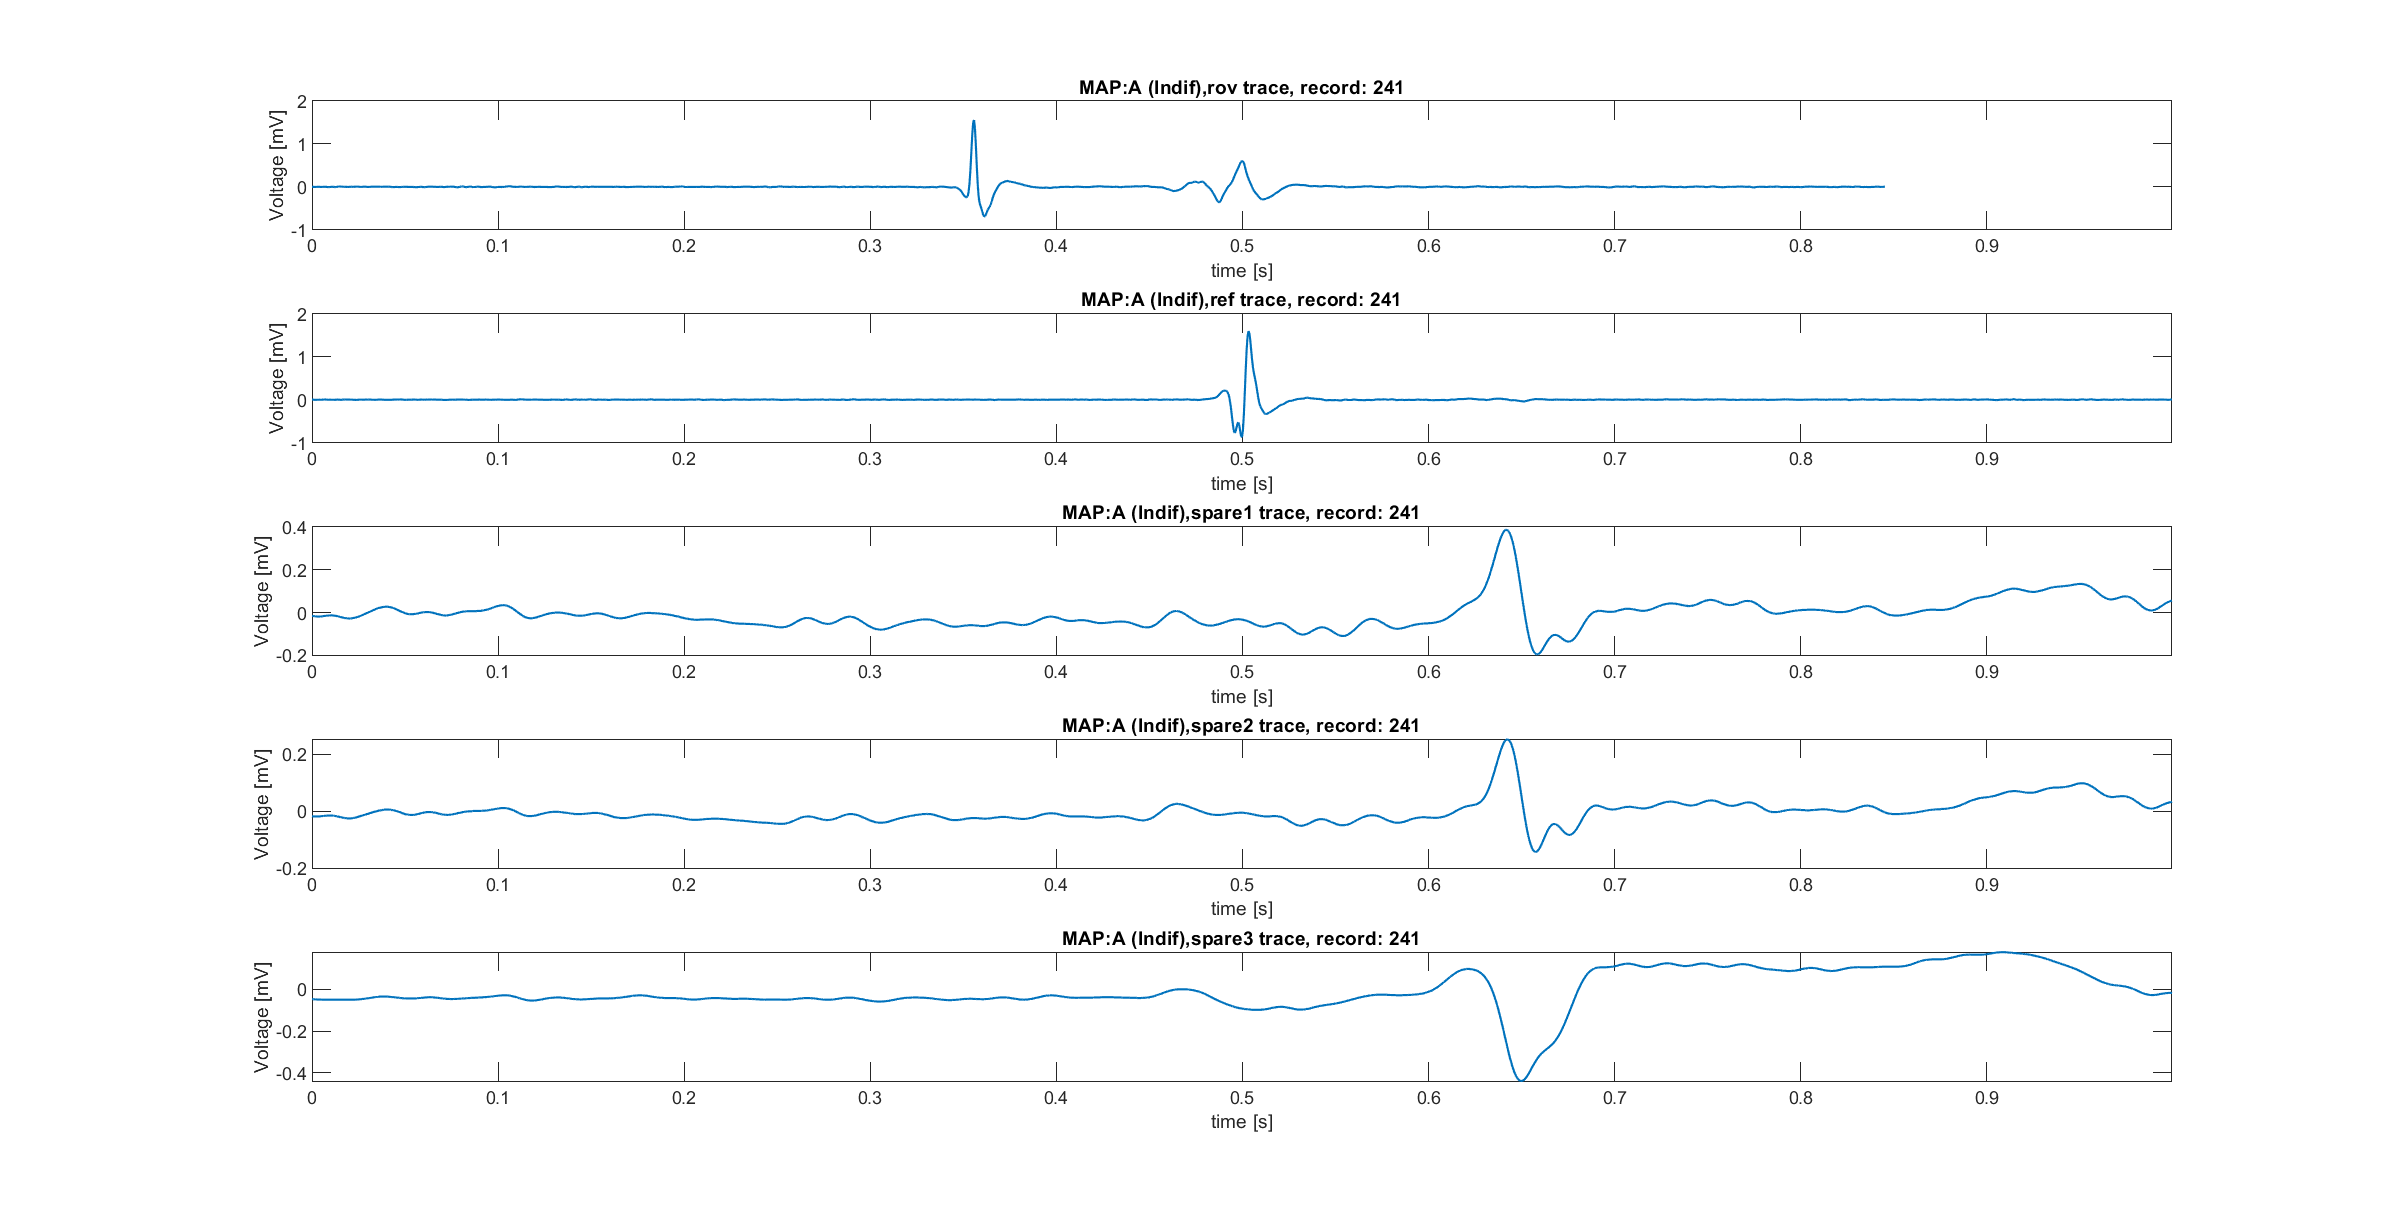 MAP:A (Indif),rov trace, record: 241
Voltage [mV]
2
1
0
-1
0 0.1 0.2 0.3 0.4 0.5 0.6 0.7 0.8 0.9
time [s]
MAP:A (Indif),ref trace, record: 241
Voltage [mV]
2
1
0
-1
0 0.1 0.2 0.3 0.4 0.5 0.6 0.7 0.8 0.9
time [s]
MAP:A (Indif),spare1 trace, record: 241
Voltage [mV]
0.4
0.2
0
-0.2
0 0.1 0.2 0.3 0.4 0.5 0.6 0.7 0.8 0.9
time [s]
MAP:A (Indif),spare2 trace, record: 241
Voltage [mV]
0.2
0
-0.2
0 0.1 0.2 0.3 0.4 0.5 0.6 0.7 0.8 0.9
time [s]
MAP:A (Indif),spare3 trace, record: 241
Voltage [mV]
0
-0.2
-0.4
0 0.1 0.2 0.3 0.4 0.5 0.6 0.7 0.8 0.9
time [s]